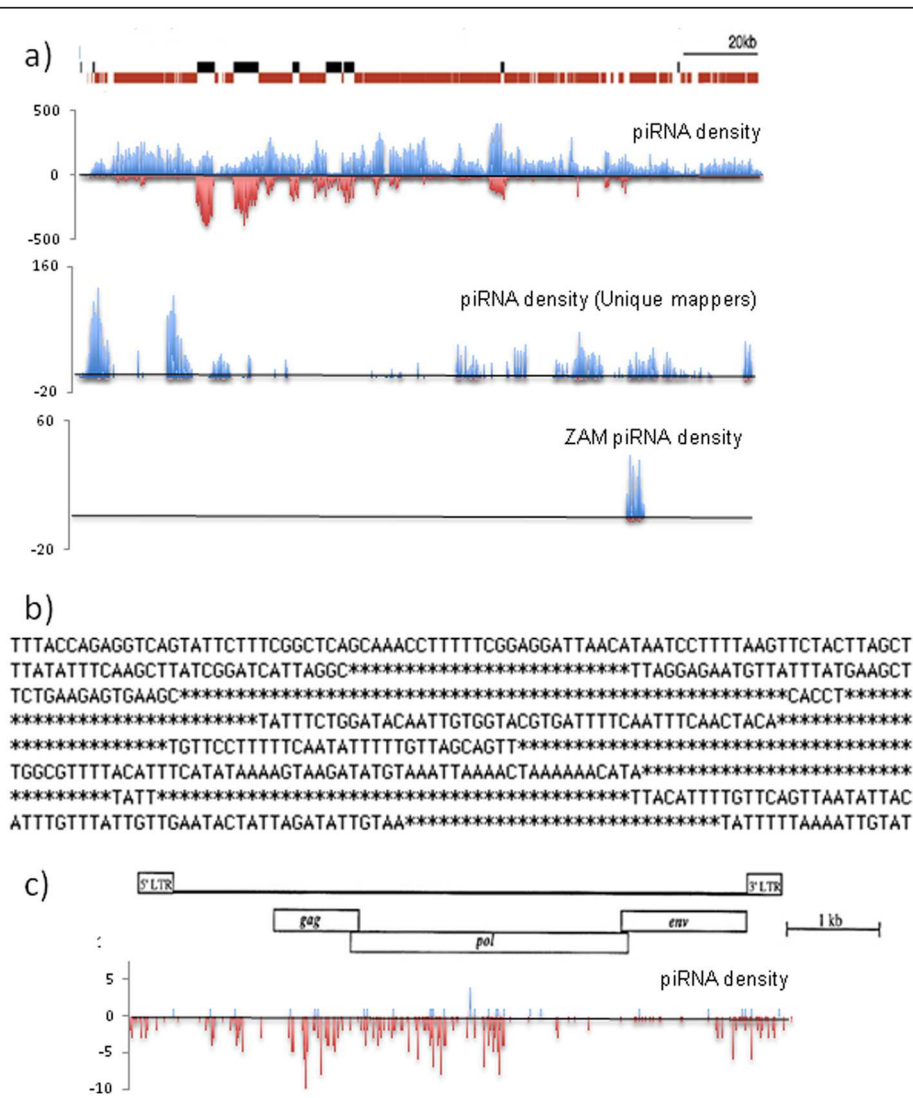 a)
20kb
500
piRNA density
0
-500
160
piRNA density (Unique mappers)
-20
60
ZAM piRNA density
-20
b)
TTTACCAGAGGTCAGTATTCTTTCGGCTCAGCAAACCTTTTTCGGAGGATTAACATAATCCTTTTAAGTTCTACTTAGCT
TTATATTTCAAGCTTATCGGATCATTAGGC*************************TTAGGAGAATGTTATTTATGAAGCT
TCTGAAGAGTGAAGC******************************************************CACCT******
**********************TATTTCTGGATACAATTGTGGTACGTGATTTTCAATTTCAACTACA************
**************TGTTCCTTTTTCAATATTTTTGTTAGCAGTT***********************************
TGGCGTTTTACATTTCATATAAAAGTAAGATATGTAAATTAAAACTAAAAAACATA************************
*********TATT******************************************TTACATTTTGTTCAGTTAATATTAC
ATTTGTTTATTGTTGAATACTATTAGATATTGTAA****************************TATTTTTAAAATTGTAT
c)
5' LTR
3' LTR
gag
env
1 kb
pol
piRNA density
5
0
-5
-10